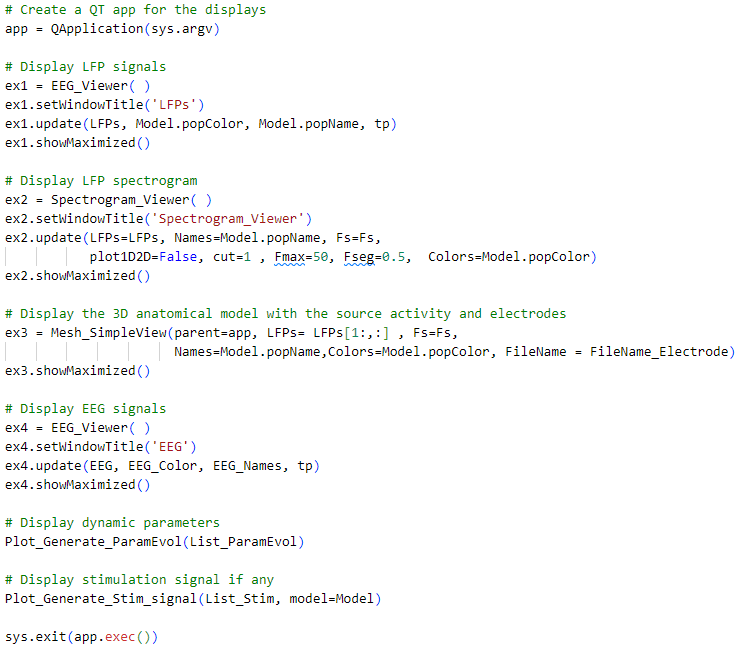 # Create a QT app for the displays
app = QApplication(sys.argv)
# Display LFP signals
ex1 = EEG_Viewer( )
ex1.setWindowTitle('LFPs')
ex1.update(LFPs, Model.popColor, Model.popName, tp)
ex1.showMaximized()
# Display LFP spectrogram
ex2 = Spectrogram_Viewer( )
ex2.setWindowTitle('Spectrogram_Viewer')
ex2.update(LFPs=LFPs, Names=Model.popName, Fs=Fs,
plot1D2D=False, cut=1 , Fmax=50, Fseg=0.5,  Colors=Model.popColor)
ex2.showMaximized()
# Display the 3D anatomical model with the source activity and electrodes
ex3 = Mesh_SimpleView(parent=app, LFPs= LFPs[1:,:] , Fs=Fs,
Names=Model.popName,Colors=Model.popColor, FileName = FileName_Electrode)
ex3.showMaximized()
# Display EEG signals
ex4 = EEG_Viewer( )
ex4.setWindowTitle('EEG')
ex4.update(EEG, EEG_Color, EEG_Names, tp)
ex4.showMaximized()
# Display dynamic parameters
Plot_Generate_ParamEvol(List_ParamEvol)
# Display stimulation signal if any
Plot_Generate_Stim_signal(List_Stim, model=Model)
sys.exit(app.exec())